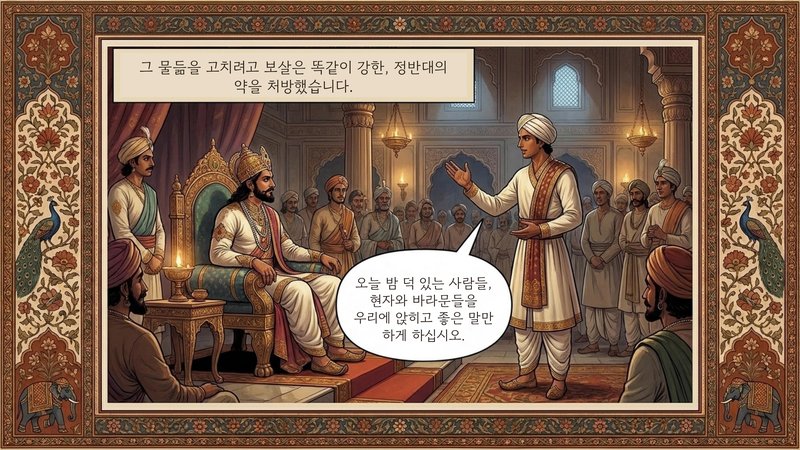 그 물듦을 고치려고 보살은 똑같이 강한, 정반대의
약을 처방했습니다.
오늘 밤 덕 있는 사람들,
현자와 바라문들을
우리에 앉히고 좋은 말만
하게 하십시오.